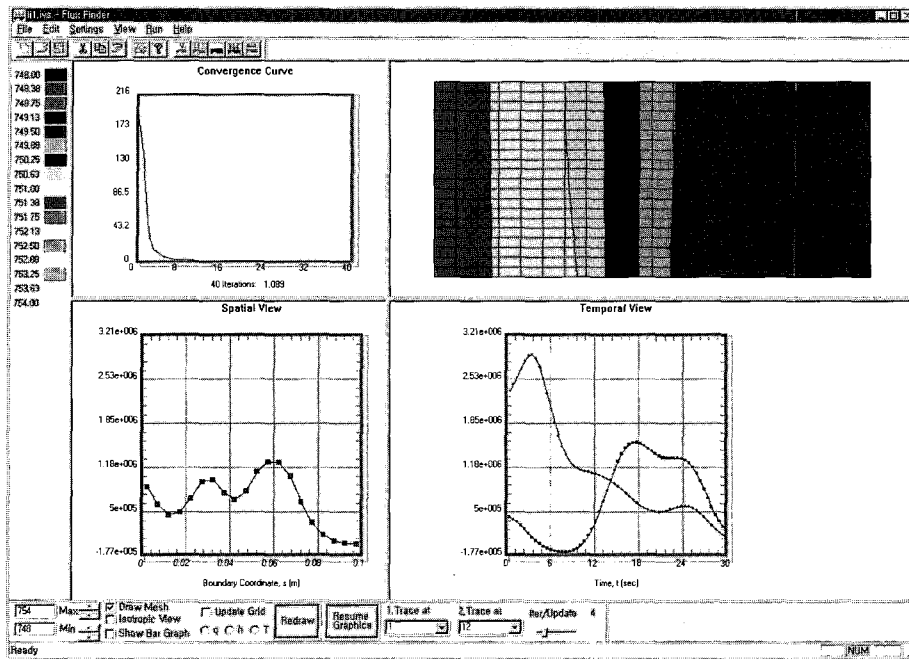 ii1.ivs - Flux Finder
File Edit Settings View Run Help
748.00
748.38
748.75
749.13
749.50
749.88
750.25
750.63
751.00
751.38
751.75
752.13
752.50
752.88
753.25
753.63
754.00
Convergence Curve
216
173
130
86.5
43.2
0
0 8 16 24 32 40
40 Iterations: 1.089
Spatial View
3.21e+006
2.53e+006
1.85e+006
1.18e+006
5e+005
-1.77e+005
0 0.02 0.04 0.06 0.08 0.1
Boundary Coordinate, s (m)
Temporal View
3.21e+006
2.53e+006
1.85e+006
1.18e+006
5e+005
-1.77e+005
0 6 12 18 24 30
Time, t (sec)
754 Max
748 Min
Draw Mesh
Isotropic View
Show Bar Graph
Update Grid
q h T
Redraw
Resume Graphics
1.Trace at
2.Trace at
12
Iter/Update 4
Ready
NUM